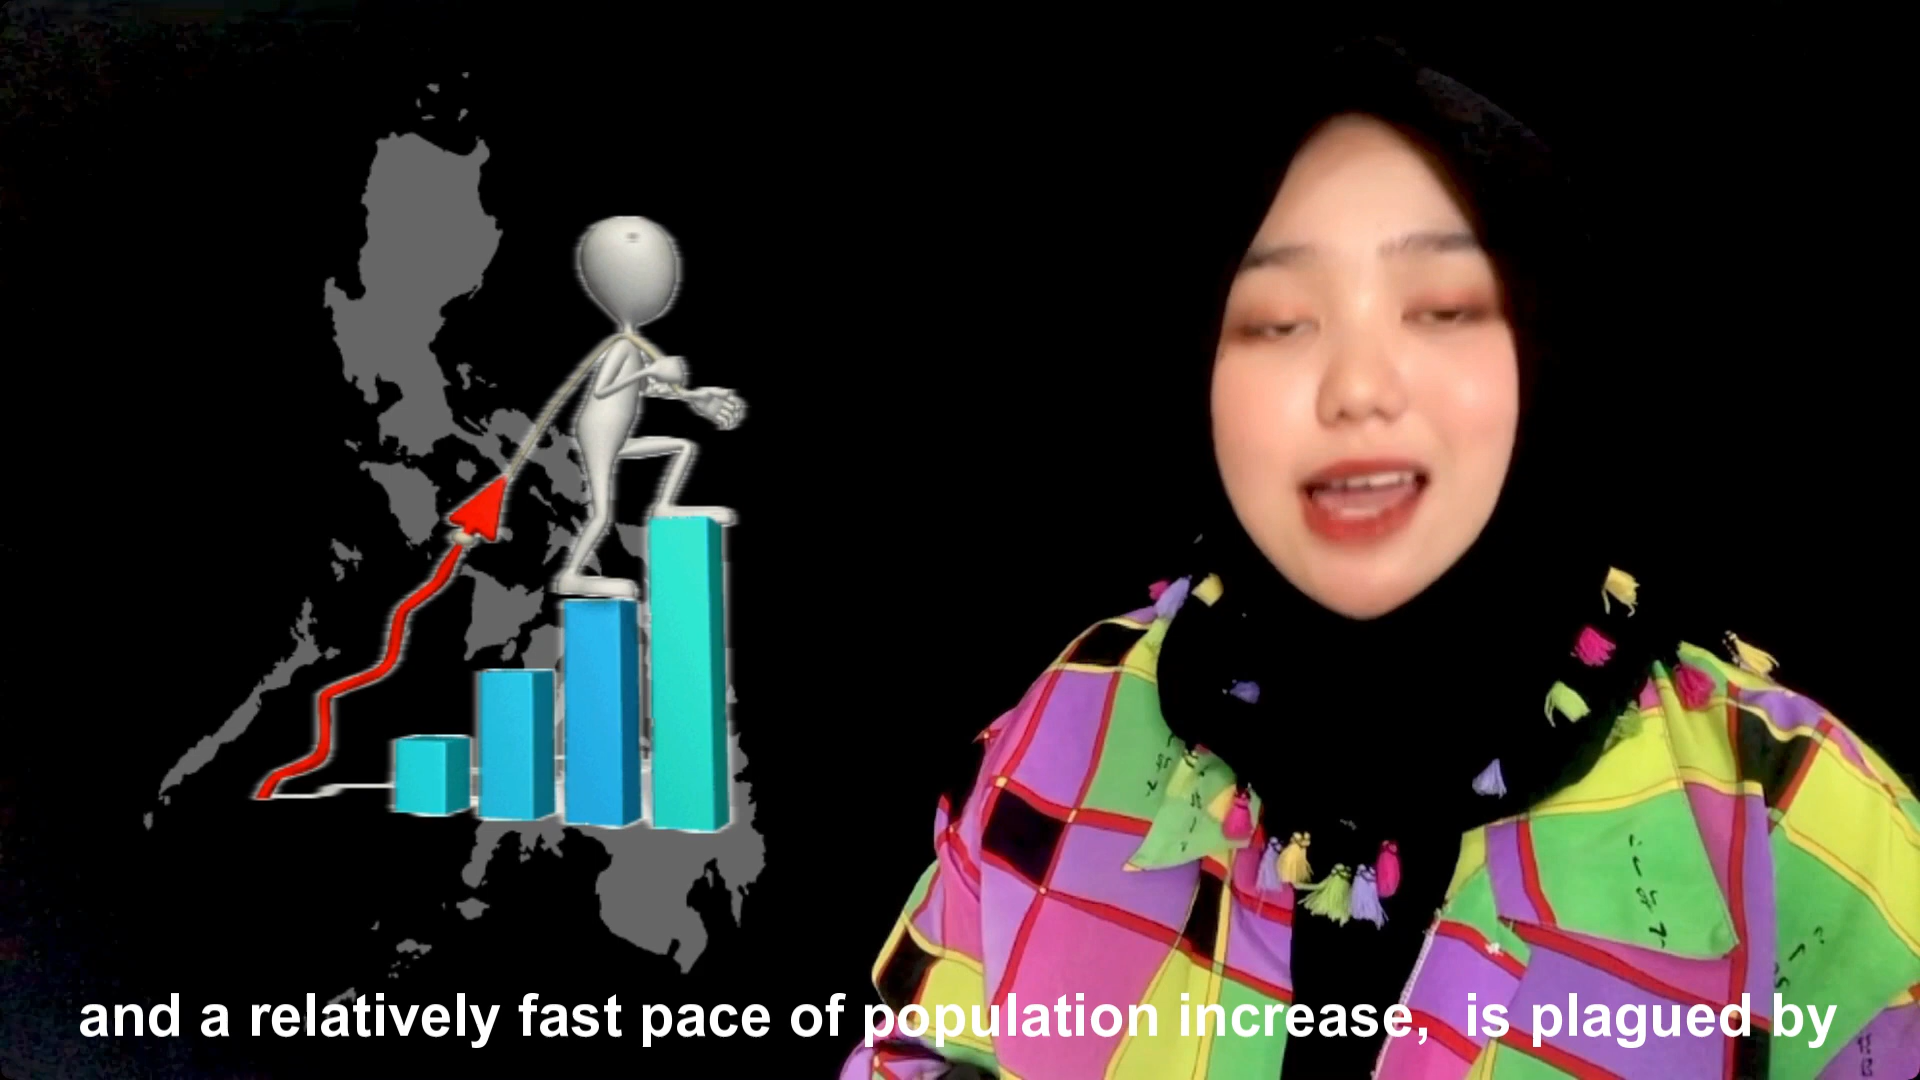 and a relatively fast pace of population increase, is plagued by